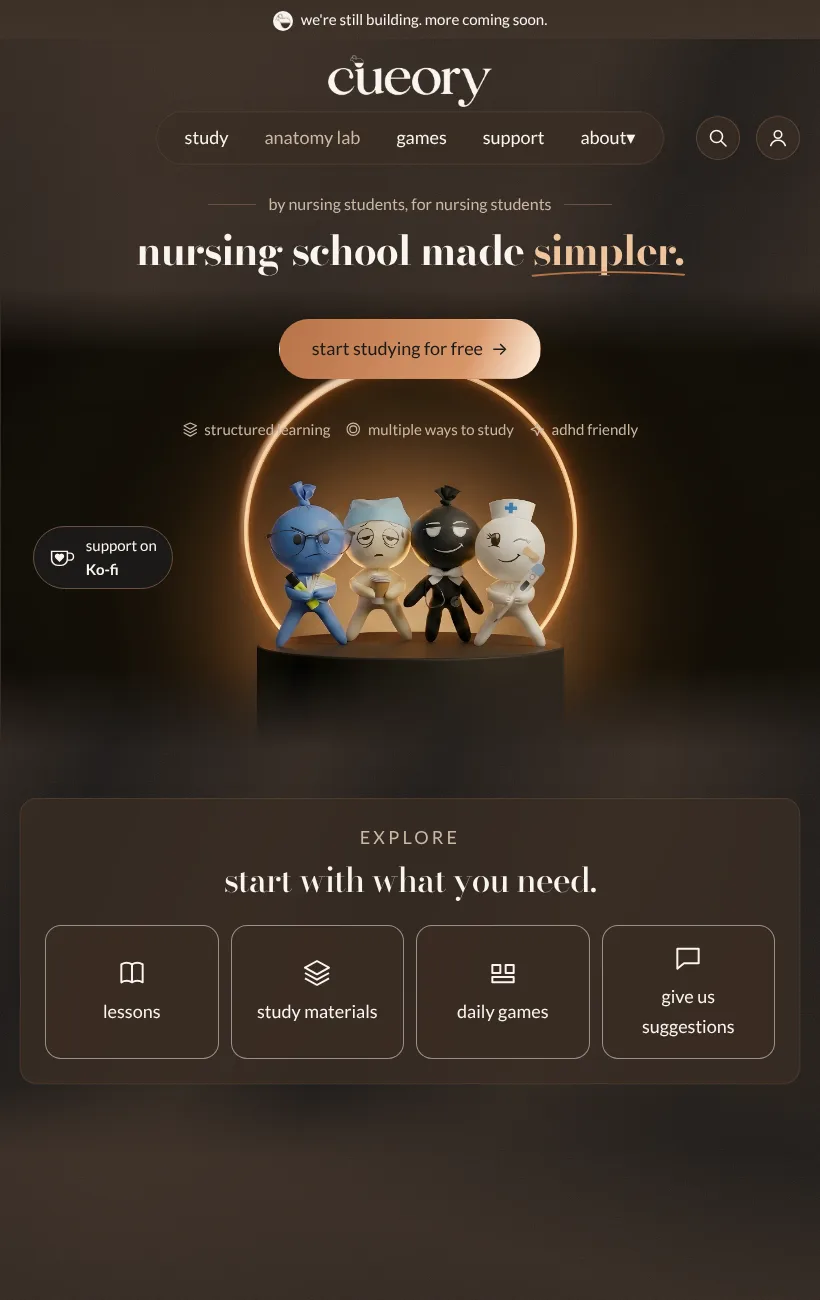 we're still building. more coming soon.
cueory
study anatomy lab games support about▾
by nursing students, for nursing students
nursing school made simpler.
start studying for free →
structured learning multiple ways to study adhd friendly
support on
Ko-fi
EXPLORE
start with what you need.
lessons study materials daily games give us
suggestions